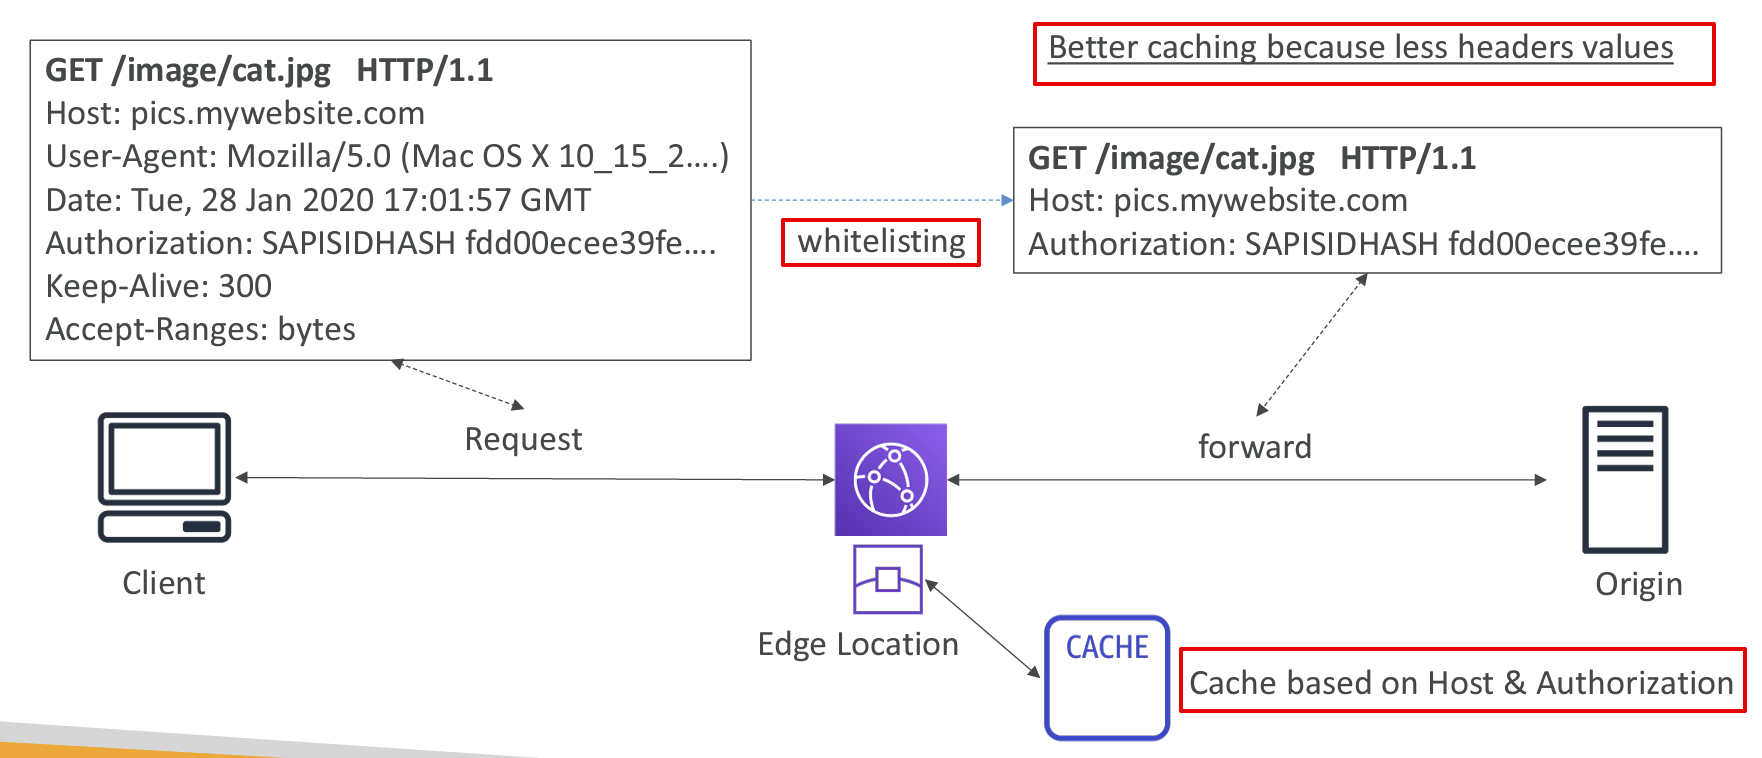 Better caching because less headers values
GET /image/cat.jpg HTTP/1.1
Host: pics.mywebsite.com
User-Agent: Mozilla/5.0 (Mac OS X 10_15_2....)
Date: Tue, 28 Jan 2020 17:01:57 GMT
Authorization: SAPISIDHASH fdd00ecee39fe....
Keep-Alive: 300
Accept-Ranges: bytes
whitelisting
GET /image/cat.jpg HTTP/1.1
Host: pics.mywebsite.com
Authorization: SAPISIDHASH fdd00ecee39fe....
Request
forward
Client
Edge Location
Origin
CACHE
Cache based on Host & Authorization